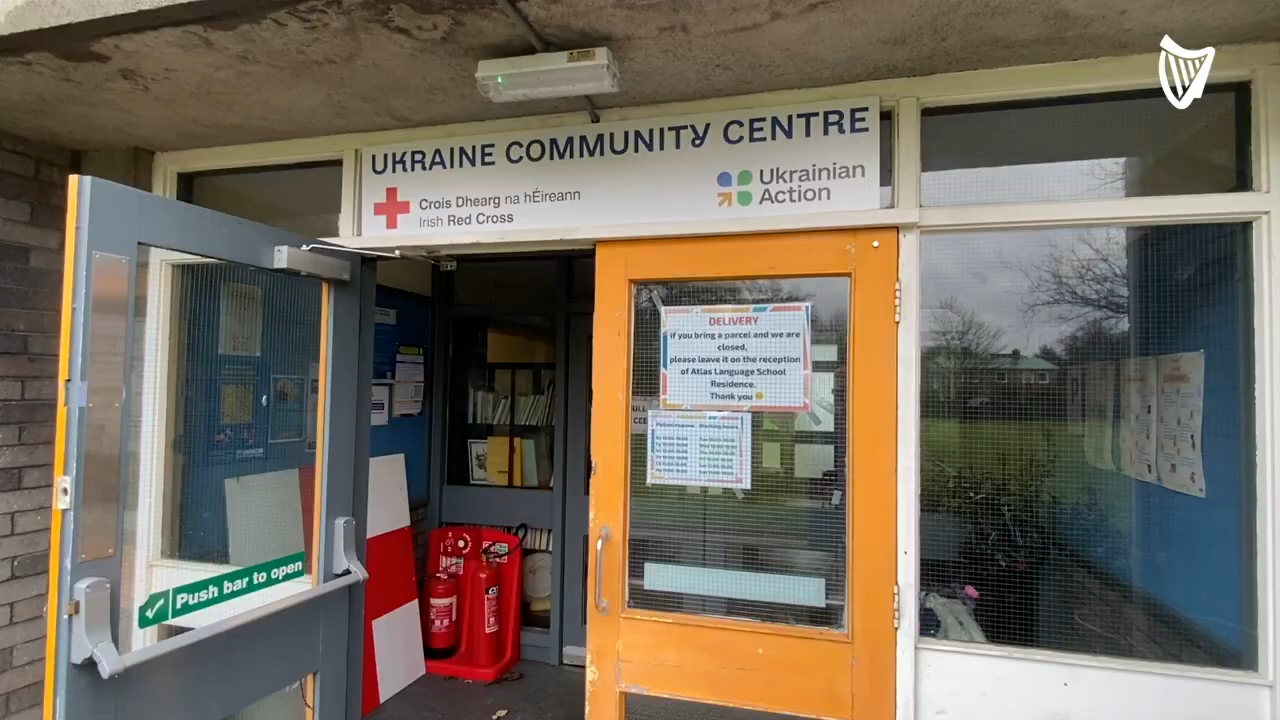 UKRAINE COMMUNITY CENTRE
Crois Dhearg na hÉireann
Irish Red Cross
Ukrainian
Action
DELIVERY
if you bring a parcel and we are
closed,
please leave it on the reception
of Atlas Language School
Residence.
Thank you
Push bar to open